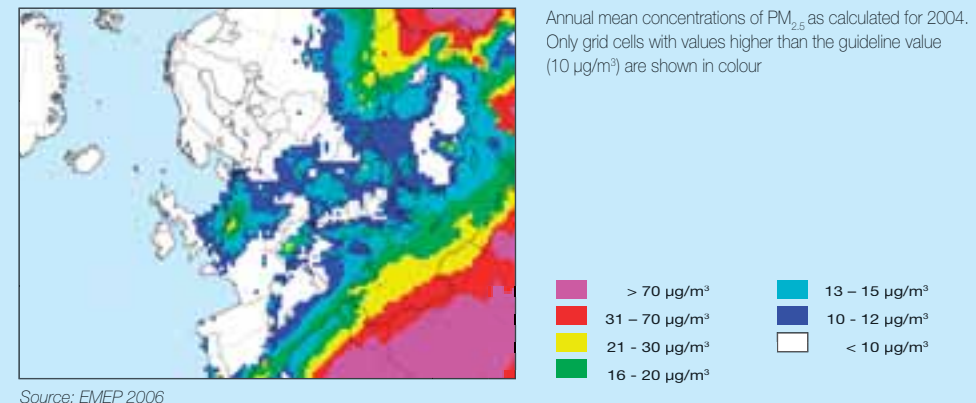 Annual mean concentrations of PM2.5 as calculated for 2004.
Only grid cells with values higher than the guideline value
(10 µg/m³) are shown in colour
> 70 µg/m³
31 – 70 µg/m³
21 - 30 µg/m³
16 - 20 µg/m³
13 – 15 µg/m³
10 - 12 µg/m³
< 10 µg/m³
Source: EMEP 2006